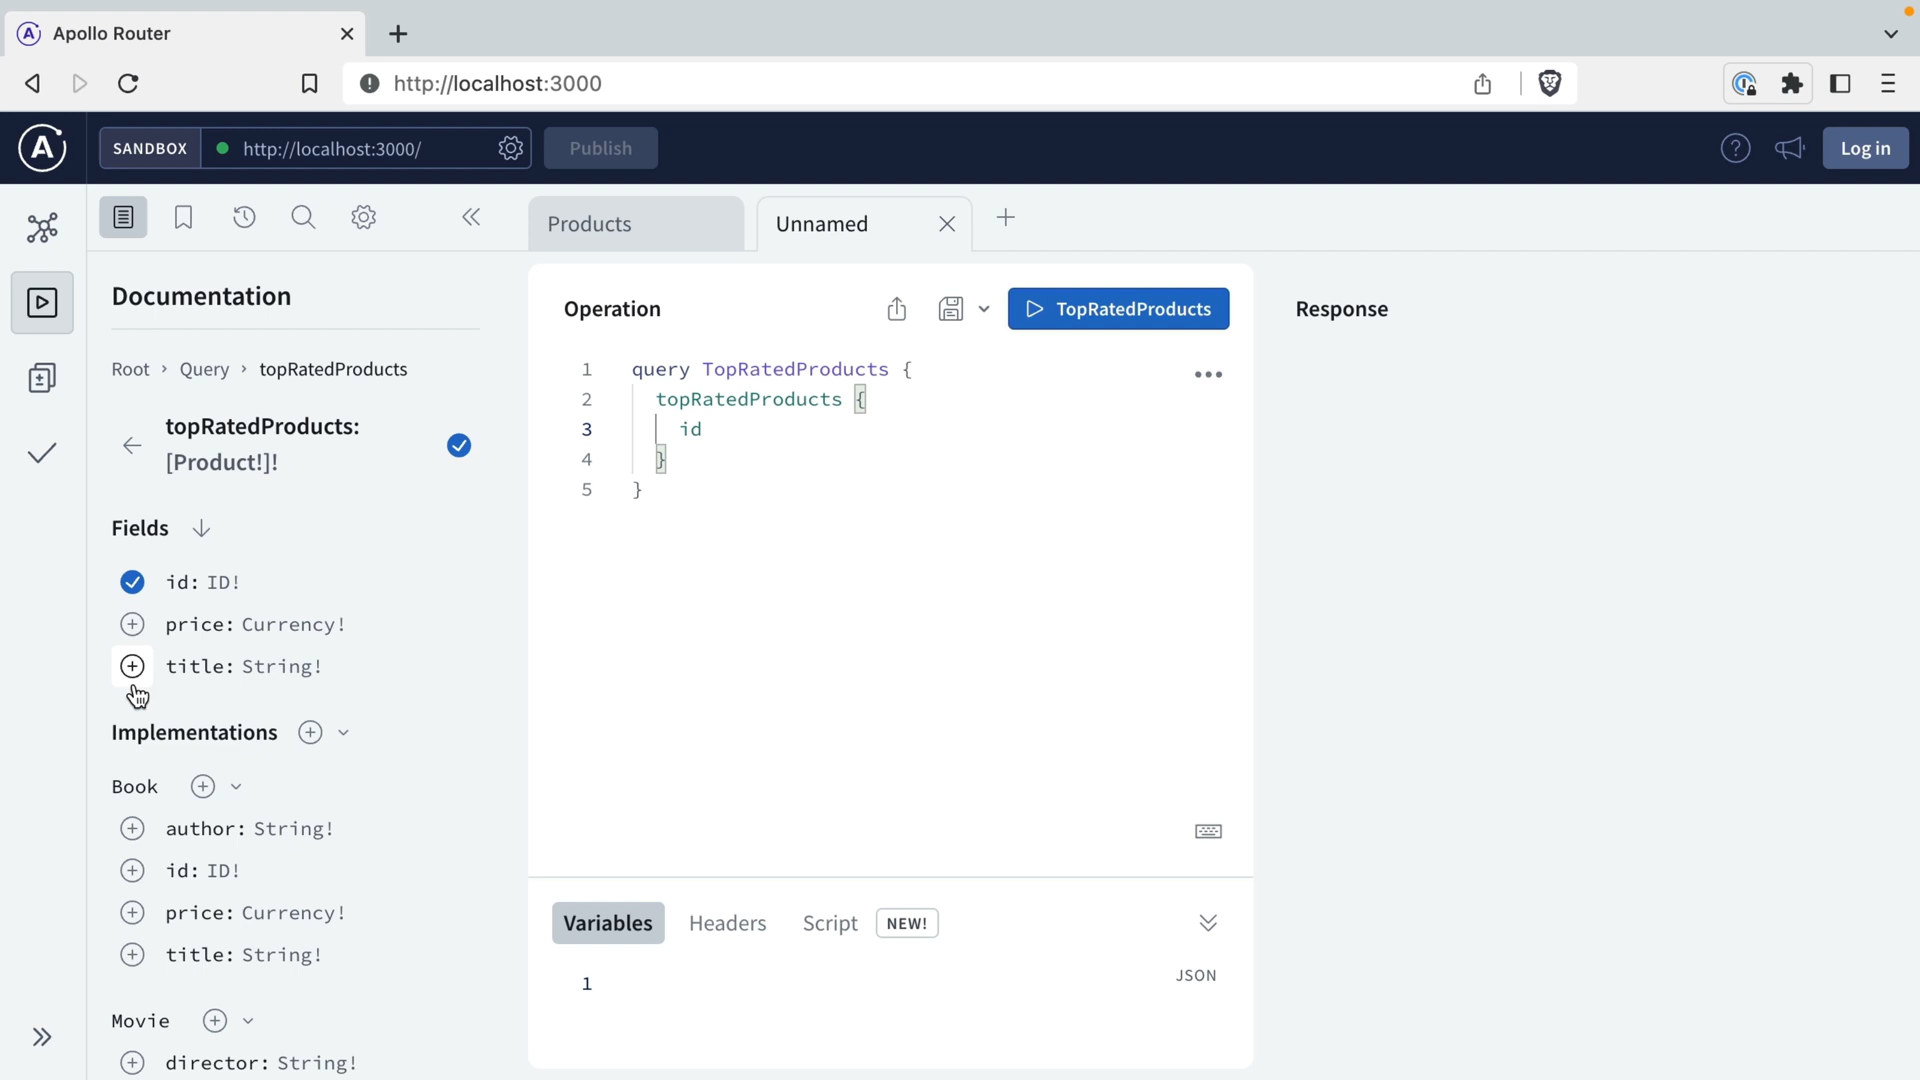 Apollo Router
http://localhost:3000
SANDBOX
http://localhost:3000/
Publish
Log in
Products
Unnamed
Documentation
Root › Query › topRatedProducts
topRatedProducts:
[Product!]!
Fields
id: ID!
price: Currency!
title: String!
Implementations
Book
author: String!
id: ID!
price: Currency!
title: String!
Movie
director: String!
Operation
TopRatedProducts
1 query TopRatedProducts {
2 topRatedProducts {
3 id
4 }
5 }
Variables
Headers
Script
NEW!
1
JSON
Response